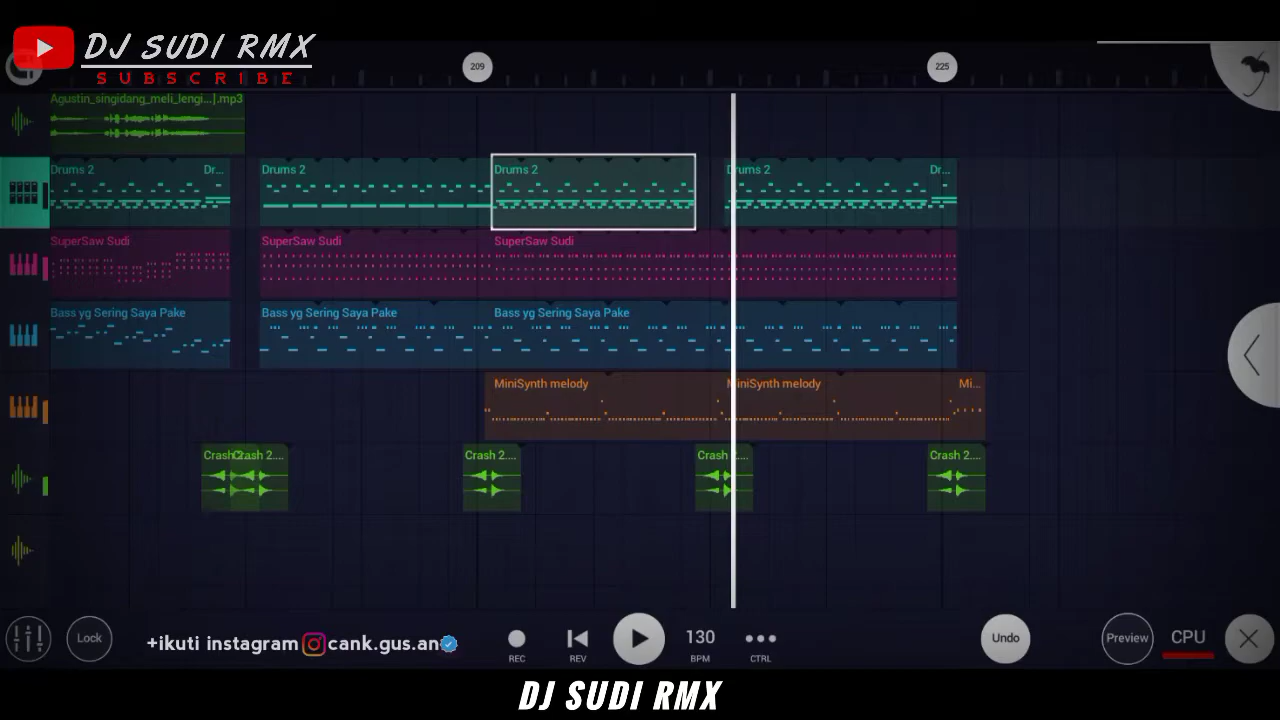 DJ SUDI RMX
SUBSCRIBE
209
225
Agustin_singidang_meli_lengi...].mp3
Drums 2
Dr...
Drums 2
Drums 2
Drums 2
Dr...
SuperSaw Sudi
SuperSaw Sudi
SuperSaw Sudi
Bass yg Sering Saya Pake
Bass yg Sering Saya Pake
Bass yg Sering Saya Pake
MiniSynth melody
MiniSynth melody
Mi...
Crash 2....
Crash 2....
Crash 2....
Lock
+ikuti instagram cank.gus.an
REC
REV
130
BPM
CTRL
Undo
Preview
CPU
DJ SUDI RMX